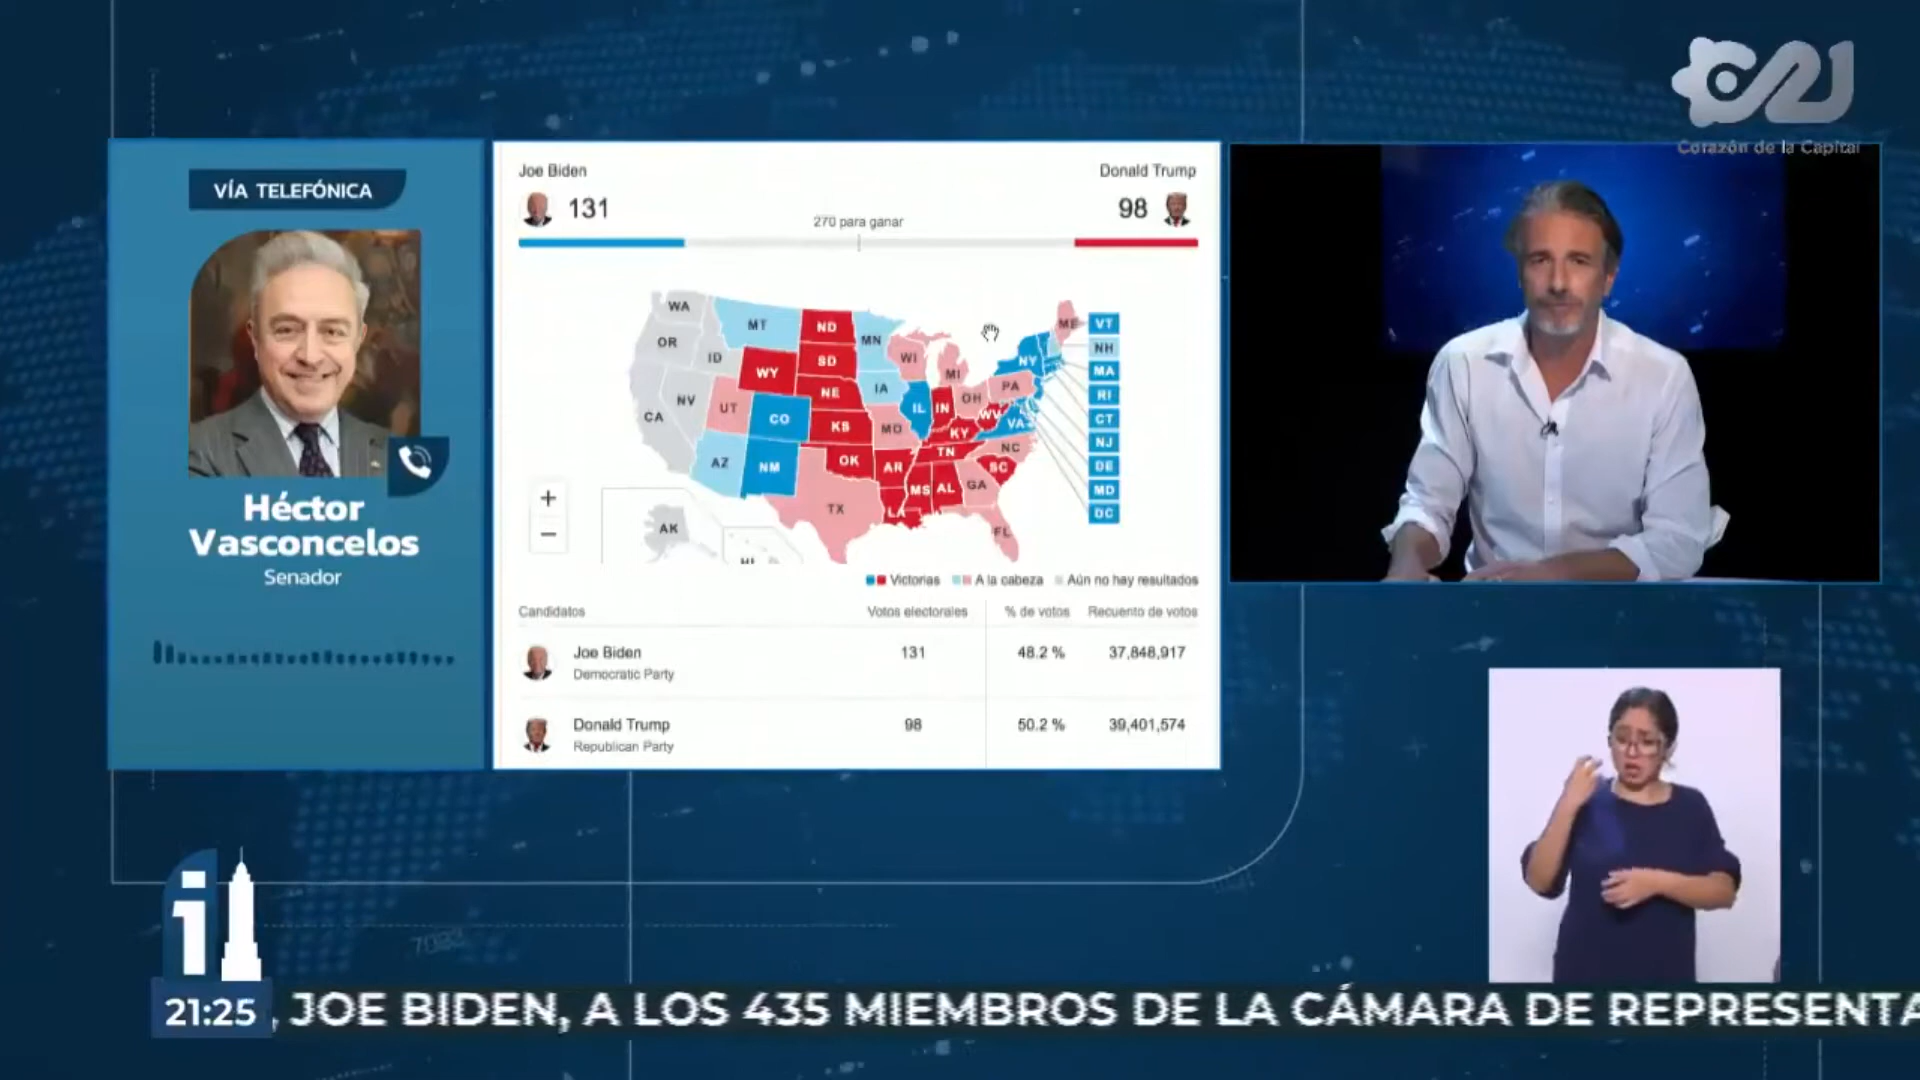 Corazón de la Capital
VÍA TELEFÓNICA
Héctor
Vasconcelos
Senador
Joe Biden
Donald Trump
131
98
270 para ganar
WA
MT
ND
MN
ME
VT
OR
ID
SD
WI
NH
WY
MI
NY
MA
NV
UT
NE
IA
PA
RI
CA
CO
IL
IN
OH
CT
KS
MO
WV
VA
NJ
KY
AZ
NM
OK
AR
TN
NC
DE
SC
MS
AL
GA
MD
TX
LA
DC
AK
FL
HI
+
−
Victorias
A la cabeza
Aún no hay resultados
Candidatos
Votos electorales
% de votos
Recuento de votos
Joe Biden
131
48.2 %
37,848,917
Democratic Party
Donald Trump
98
50.2 %
39,401,574
Republican Party
21:25
, JOE BIDEN, A LOS 435 MIEMBROS DE LA CÁMARA DE REPRESENTA